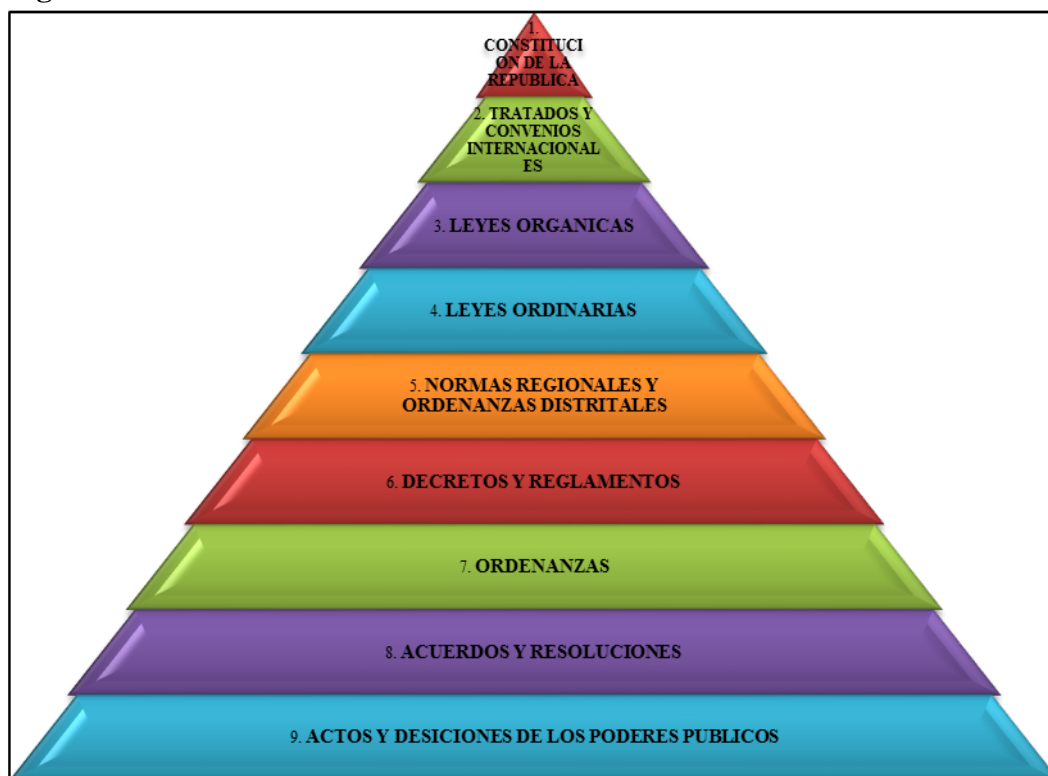 1.
CONSTITUCI
ON DE LA
REPUBLICA
2. TRATADOS Y
CONVENIOS
INTERNACIONAL
ES
3. LEYES ORGANICAS
4. LEYES ORDINARIAS
5. NORMAS REGIONALES Y
ORDENANZAS DISTRITALES
6. DECRETOS Y REGLAMENTOS
7. ORDENANZAS
8. ACUERDOS Y RESOLUCIONES
9. ACTOS Y DESICIONES DE LOS PODERES PUBLICOS